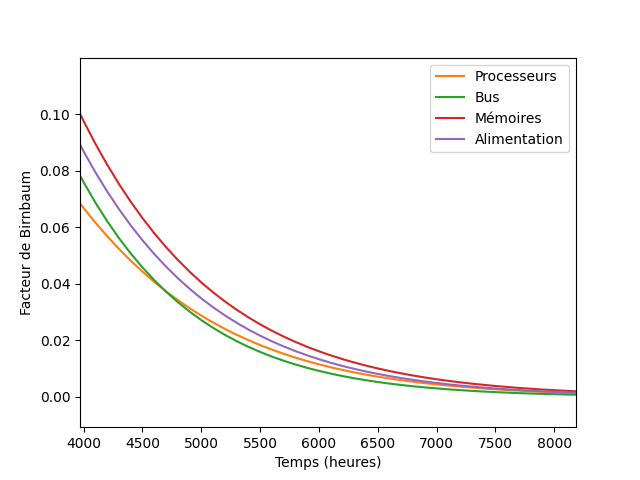 Processeurs
Bus
Mémoires
Alimentation
Facteur de Birnbaum
0.10
0.08
0.06
0.04
0.02
0.00
4000 4500 5000 5500 6000 6500 7000 7500 8000
Temps (heures)